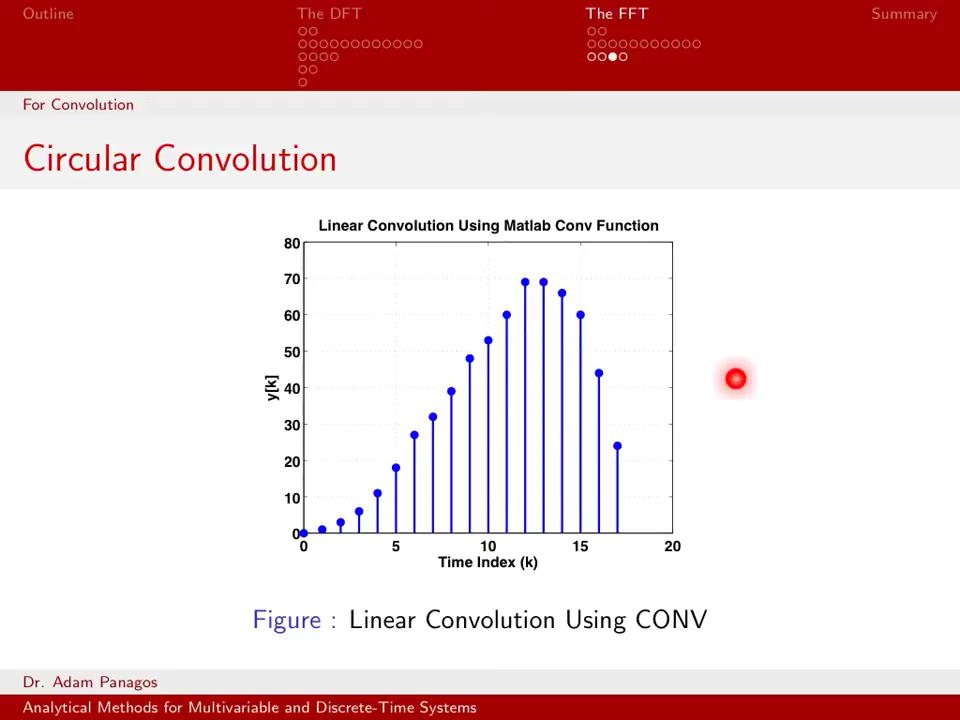 Outline The DFT The FFT Summary
For Convolution
Circular Convolution
Linear Convolution Using Matlab Conv Function
80
70
60
50
40
30
20
10
0
y[k]
0 5 10 15 20
Time Index (k)
Figure : Linear Convolution Using CONV
Dr. Adam Panagos
Analytical Methods for Multivariable and Discrete-Time Systems